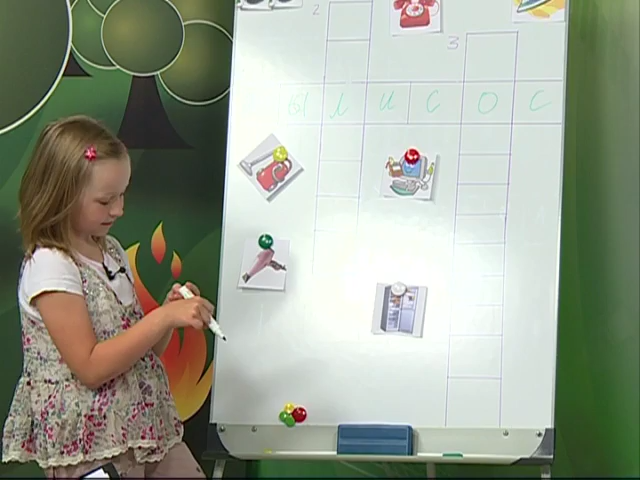 2
3
л и с о с